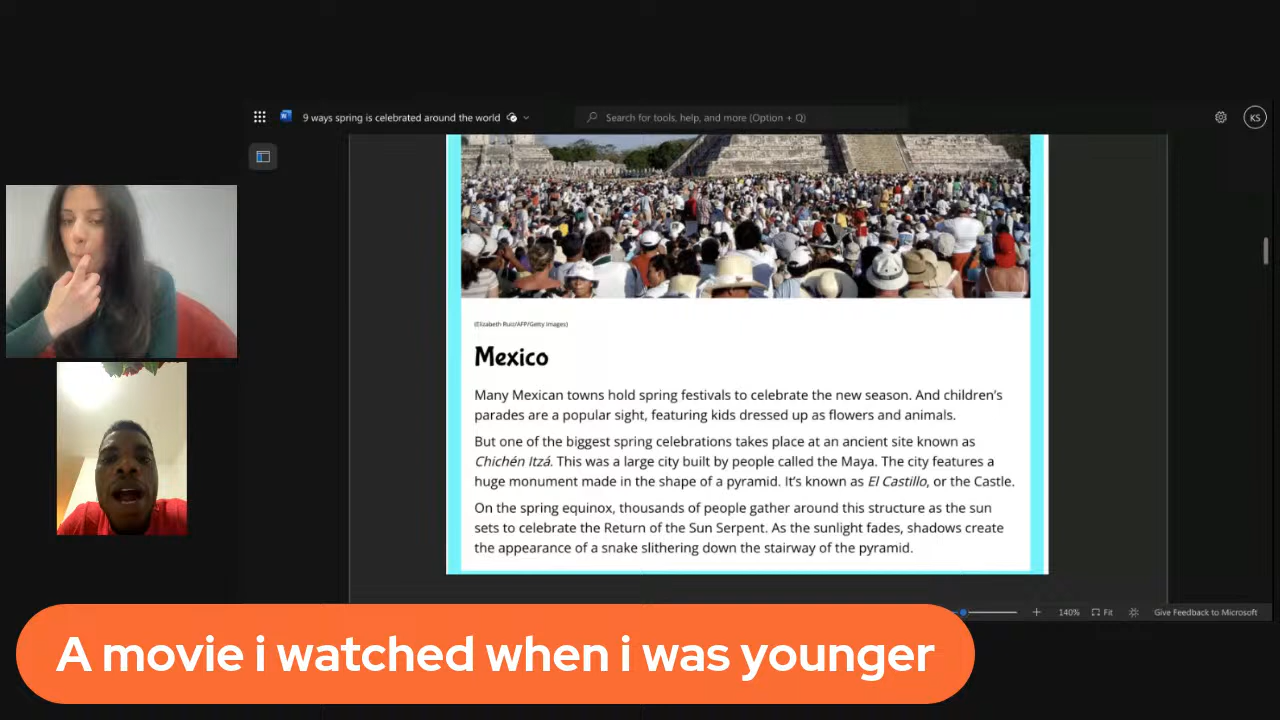 9 ways spring is celebrated around the world
Search for tools, help, and more (Option + Q)
KS
(Elizabeth Ruiz/AFP/Getty Images)
Mexico
Many Mexican towns hold spring festivals to celebrate the new season. And children's
parades are a popular sight, featuring kids dressed up as flowers and animals.
But one of the biggest spring celebrations takes place at an ancient site known as
Chichén Itzá. This was a large city built by people called the Maya. The city features a
huge monument made in the shape of a pyramid. It's known as El Castillo, or the Castle.
On the spring equinox, thousands of people gather around this structure as the sun
sets to celebrate the Return of the Sun Serpent. As the sunlight fades, shadows create
the appearance of a snake slithering down the stairway of the pyramid.
140% Fit Give Feedback to Microsoft
A movie i watched when i was younger